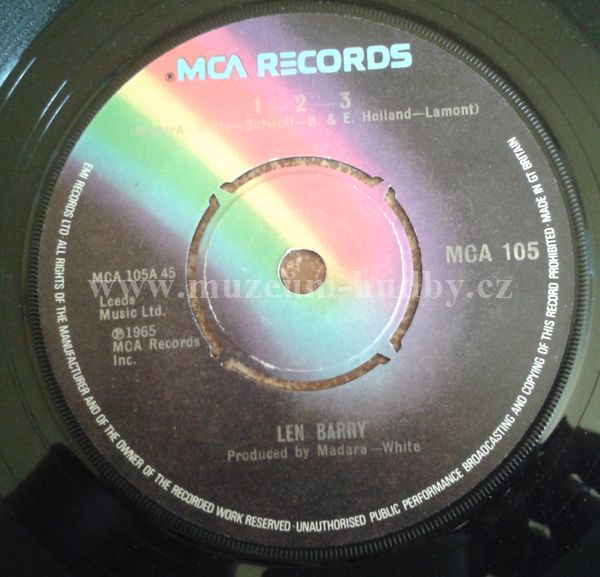 ® MCA RECORDS
1-2-3
(Madara-White-Borisoff-B. & E. Holland-Lamont)
MCA 105
MCA 105A 45
Leeds
Music Ltd.
℗1965
MCA Records
Inc.
www.muzeum-hudby.cz
LEN BARRY
Produced by Madara-White
EMI RECORDS LTD ALL RIGHTS OF THE MANUFACTURER AND OF THE OWNER OF THE RECORDED WORK RESERVED·UNAUTHORISED PUBLIC PERFORMANCE BROADCASTING AND COPYING OF THIS RECORD PROHIBITED MADE IN GT BRITAIN